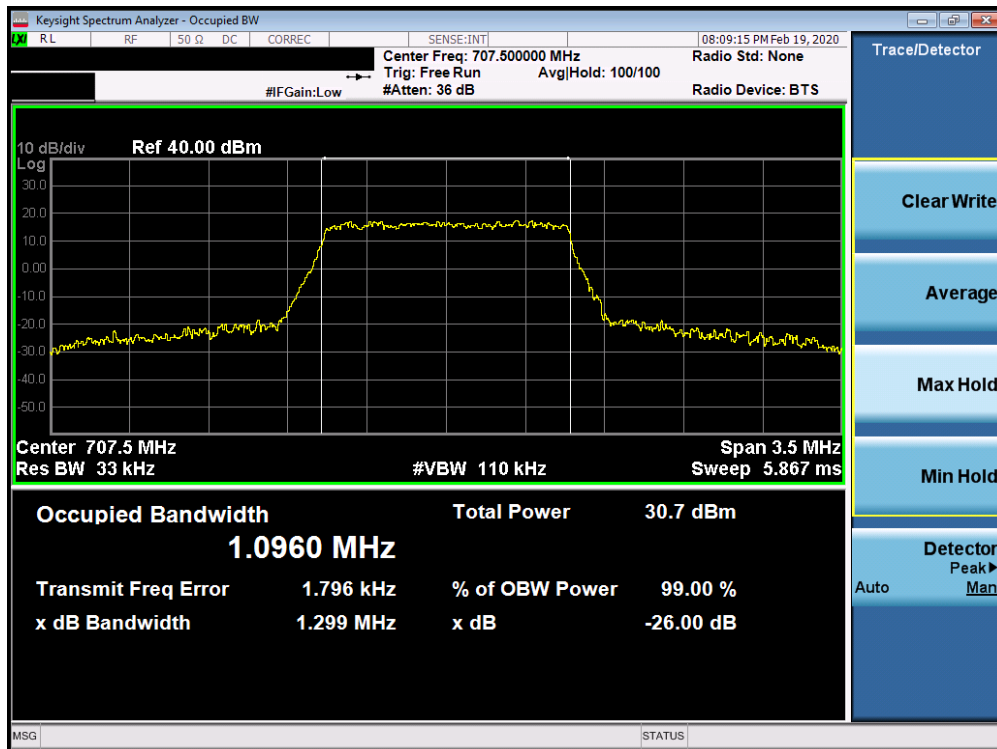 Keysight Spectrum Analyzer - Occupied BW
LXI RL RF 50 Ω DC CORREC SENSE:INT 08:09:15 PM Feb 19, 2020
Center Freq: 707.500000 MHz Radio Std: None
Trig: Free Run Avg|Hold: 100/100
#IFGain:Low #Atten: 36 dB Radio Device: BTS
Trace/Detector
10 dB/div Ref 40.00 dBm
Log
30.0
20.0
10.0
0.00
-10.0
-20.0
-30.0
-40.0
-50.0
Center 707.5 MHz Span 3.5 MHz
Res BW 33 kHz #VBW 110 kHz Sweep 5.867 ms
Occupied Bandwidth Total Power 30.7 dBm
1.0960 MHz
Transmit Freq Error 1.796 kHz % of OBW Power 99.00 %
x dB Bandwidth 1.299 MHz x dB -26.00 dB
Clear Write
Average
Max Hold
Min Hold
Detector
Peak▶
Auto Man
MSG STATUS